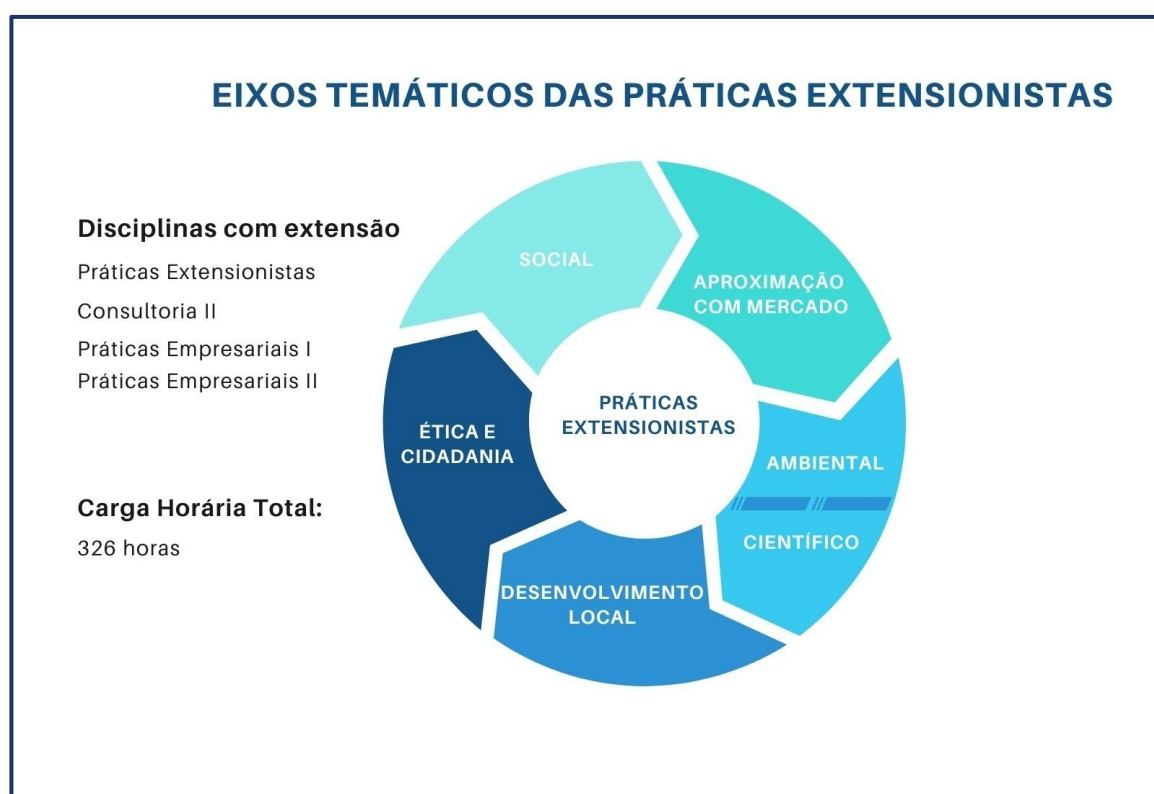 EIXOS TEMÁTICOS DAS PRÁTICAS EXTENSIONISTAS
Disciplinas com extensão
Práticas Extensionistas
Consultoria II
Práticas Empresariais I
Práticas Empresariais II
Carga Horária Total:
326 horas
SOCIAL
APROXIMAÇÃO
COM MERCADO
PRÁTICAS
EXTENSIONISTAS
ÉTICA E
CIDADANIA
AMBIENTAL
CIENTÍFICO
DESENVOLVIMENTO
LOCAL